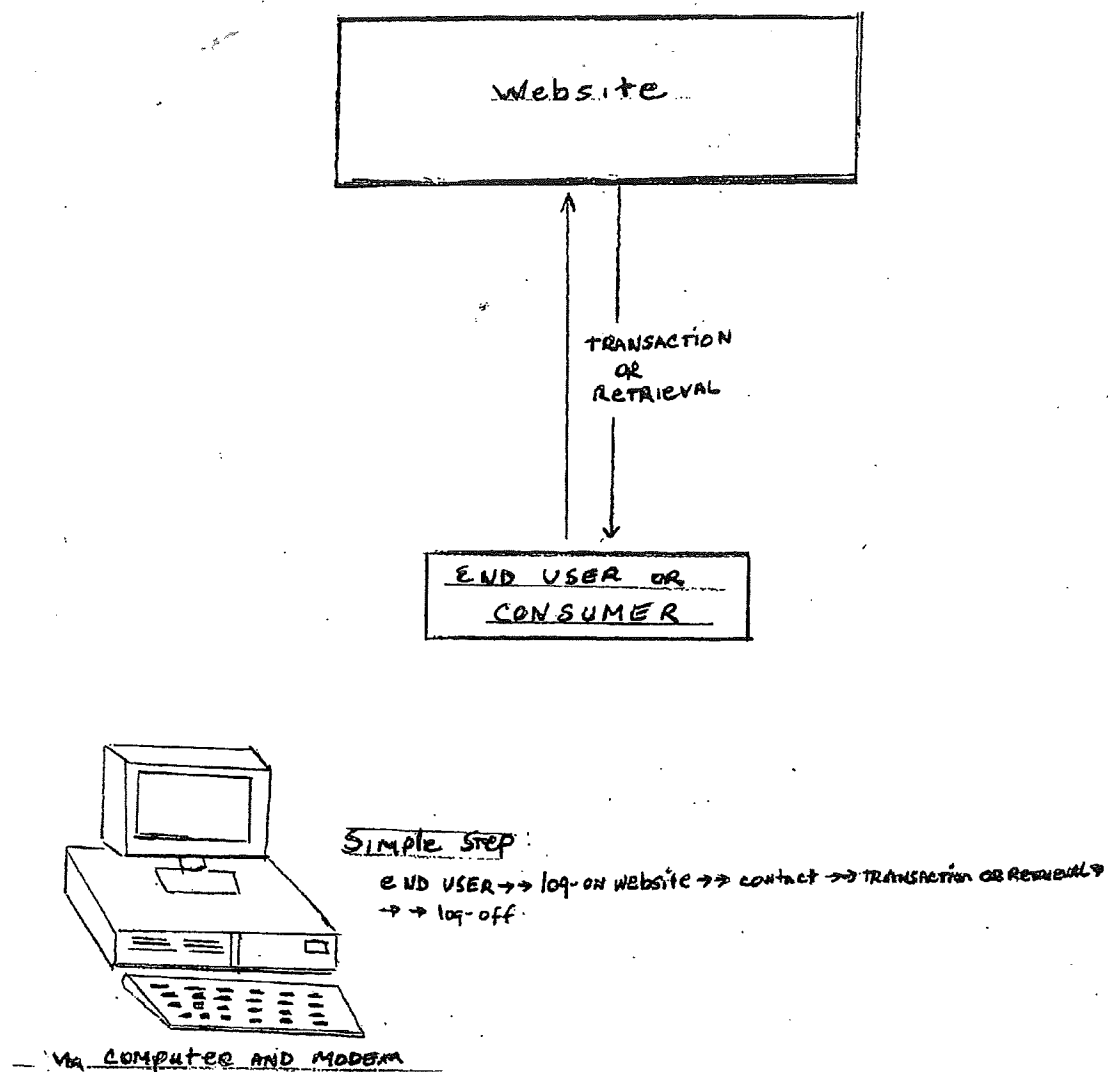 Website
TRANSACTION
OR
RETRIEVAL
END USER OR
CONSUMER
Simple Step:
END USER →→ log-on website →→ contact →→ TRANSACTION OR RETRIEVAL →
→ → log-off.
Via COMPUTER AND MODEM